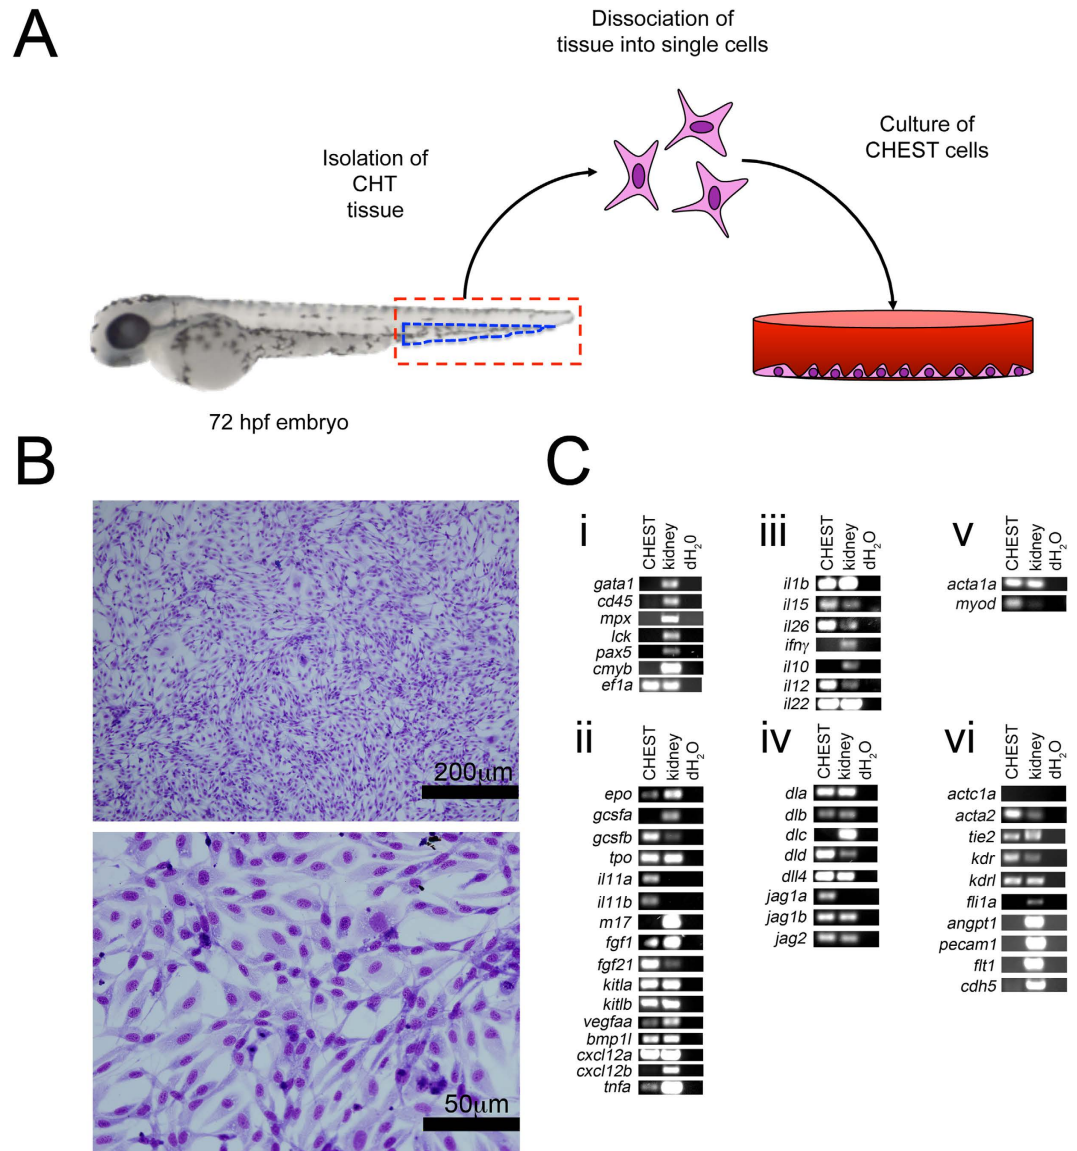 A
Dissociation of
tissue into single cells
Isolation of
CHT
tissue
Culture of
CHEST cells
72 hpf embryo
B
200µm
50µm
C
i
CHEST
kidney
dH20
gata1
cd45
mpx
lck
pax5
cmyb
ef1a
ii
CHEST
kidney
dH2O
epo
gcsfa
gcsfb
tpo
il11a
il11b
m17
fgf1
fgf21
kitla
kitlb
vegfaa
bmp1l
cxcl12a
cxcl12b
tnfa
iii
CHEST
kidney
dH2O
il1b
il15
il26
ifnγ
il10
il12
il22
iv
CHEST
kidney
dH2O
dla
dlb
dlc
dld
dll4
jag1a
jag1b
jag2
v
CHEST
kidney
dH2O
acta1a
myod
vi
CHEST
kidney
dH2O
actc1a
acta2
tie2
kdr
kdrl
fli1a
angpt1
pecam1
flt1
cdh5